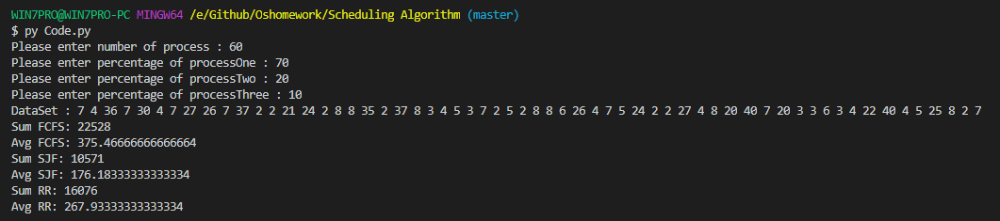 WIN7PRO@WIN7PRO-PC MINGW64 /e/Github/Oshomework/Scheduling Algorithm (master)
$ py Code.py
Please enter number of process : 60
Please enter percentage of processOne : 70
Please enter percentage of processTwo : 20
Please enter percentage of processThree : 10
DataSet : 7 4 36 7 30 4 7 27 26 7 37 2 2 21 24 2 8 8 35 2 37 8 3 4 5 3 7 2 5 2 8 8 6 26 4 7 5 24 2 2 27 4 8 20 40 7 20 3 3 6 3 4 22 40 4 5 25 8 2 7
Sum FCFS: 22528
Avg FCFS: 375.46666666666664
Sum SJF: 10571
Avg SJF: 176.18333333333334
Sum RR: 16076
Avg RR: 267.93333333333334